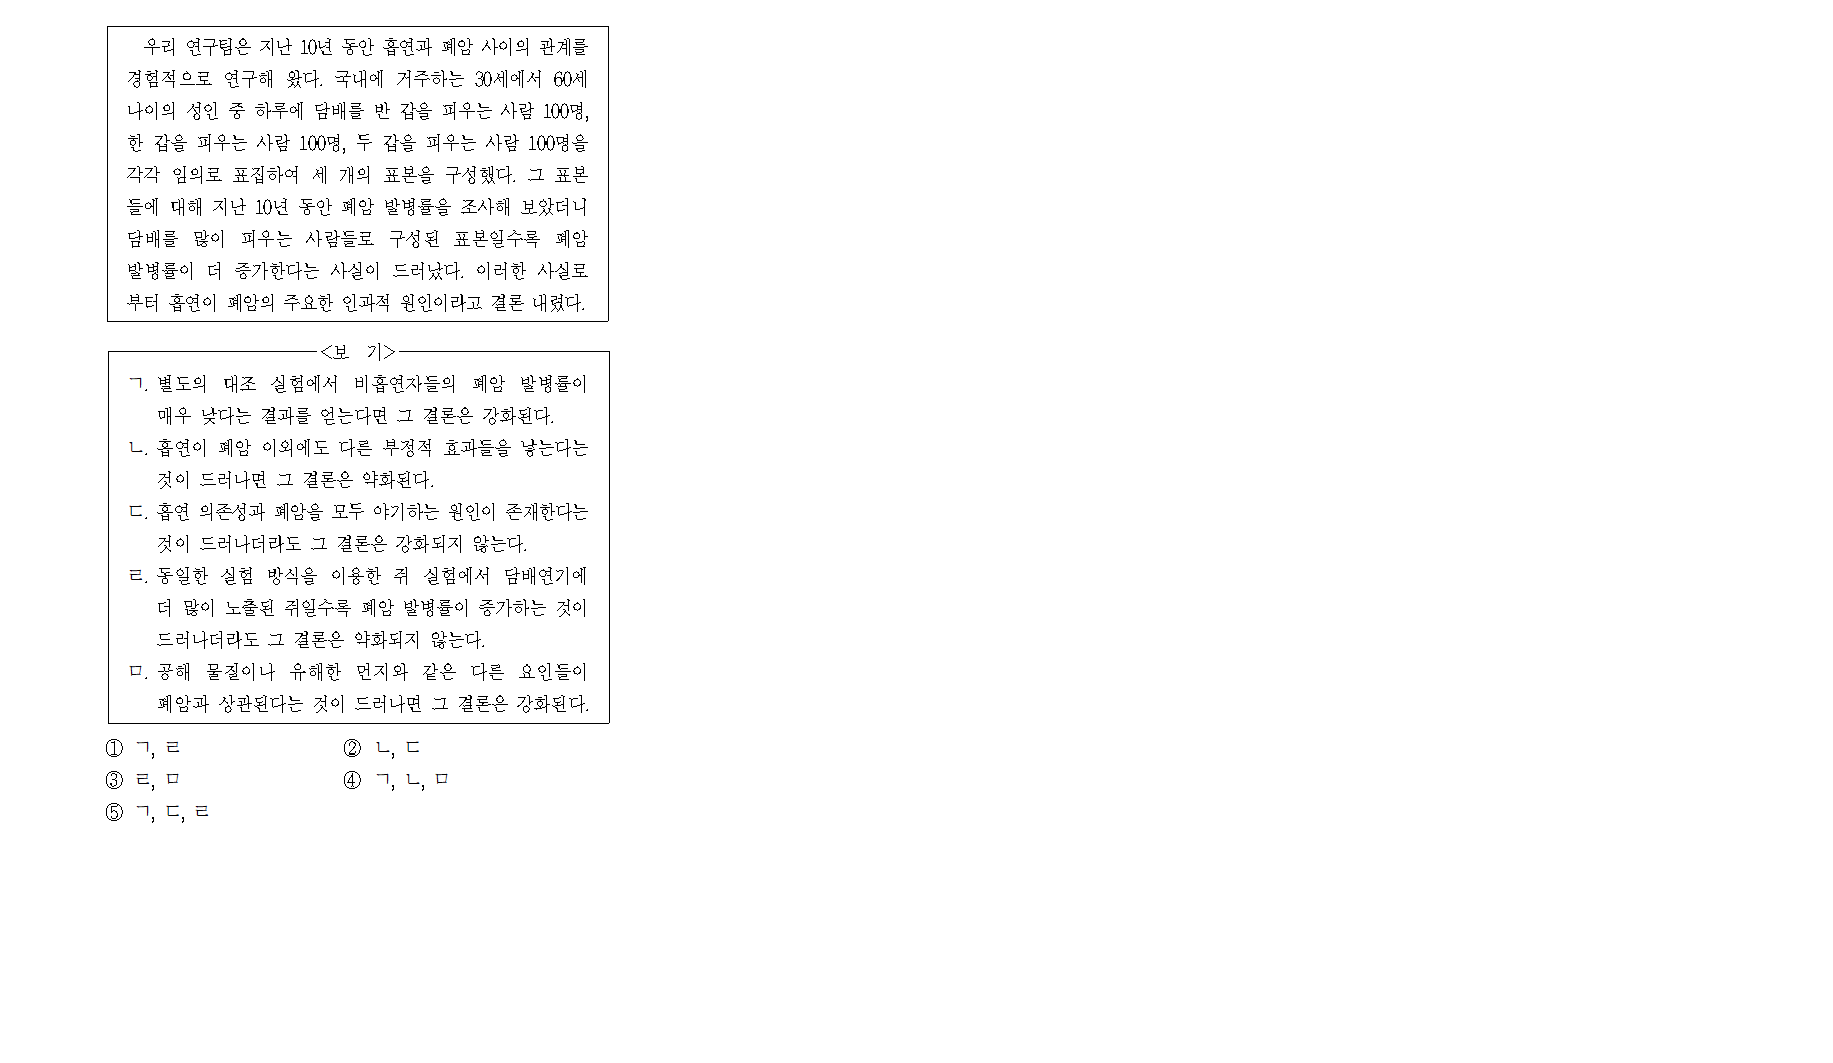 우리 연구팀은 지난 10년 동안 흡연과 폐암 사이의 관계를
경험적으로 연구해 왔다. 국내에 거주하는 30세에서 60세
나이의 성인 중 하루에 담배를 반 갑을 피우는 사람 100명,
한 갑을 피우는 사람 100명, 두 갑을 피우는 사람 100명을
각각 임의로 표집하여 세 개의 표본을 구성했다. 그 표본
들에 대해 지난 10년 동안 폐암 발병률을 조사해 보았더니
담배를 많이 피우는 사람들로 구성된 표본일수록 폐암
발병률이 더 증가한다는 사실이 드러났다. 이러한 사실로
부터 흡연이 폐암의 주요한 인과적 원인이라고 결론 내렸다.
<보 기>
ㄱ. 별도의 대조 실험에서 비흡연자들의 폐암 발병률이
매우 낮다는 결과를 얻는다면 그 결론은 강화된다.
ㄴ. 흡연이 폐암 이외에도 다른 부정적 효과들을 낳는다는
것이 드러나면 그 결론은 약화된다.
ㄷ. 흡연 의존성과 폐암을 모두 야기하는 원인이 존재한다는
것이 드러나더라도 그 결론은 강화되지 않는다.
ㄹ. 동일한 실험 방식을 이용한 쥐 실험에서 담배연기에
더 많이 노출된 쥐일수록 폐암 발병률이 증가하는 것이
드러나더라도 그 결론은 약화되지 않는다.
ㅁ. 공해 물질이나 유해한 먼지와 같은 다른 요인들이
폐암과 상관된다는 것이 드러나면 그 결론은 강화된다.
① ㄱ, ㄹ ② ㄴ, ㄷ
③ ㄹ, ㅁ ④ ㄱ, ㄴ, ㅁ
⑤ ㄱ, ㄷ, ㄹ